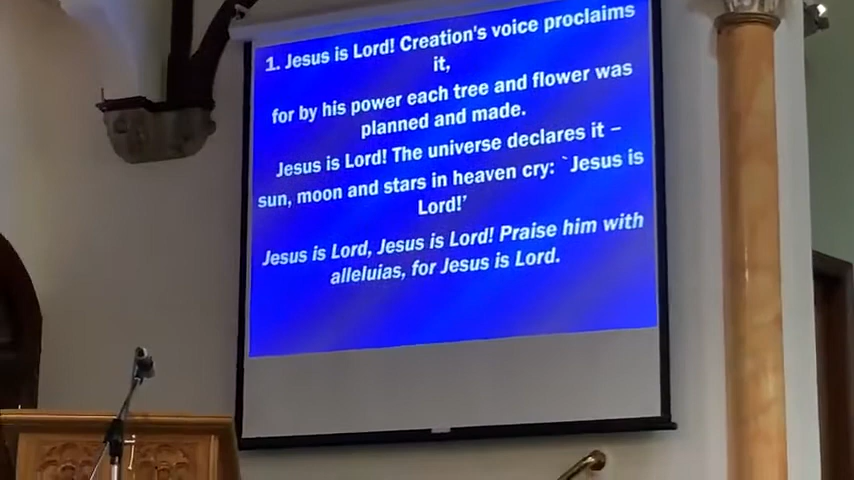 1. Jesus is Lord! Creation's voice proclaims
it,
for by his power each tree and flower was
planned and made.
Jesus is Lord! The universe declares it –
sun, moon and stars in heaven cry: `Jesus is
Lord!’
Jesus is Lord, Jesus is Lord! Praise him with
alleluias, for Jesus is Lord.